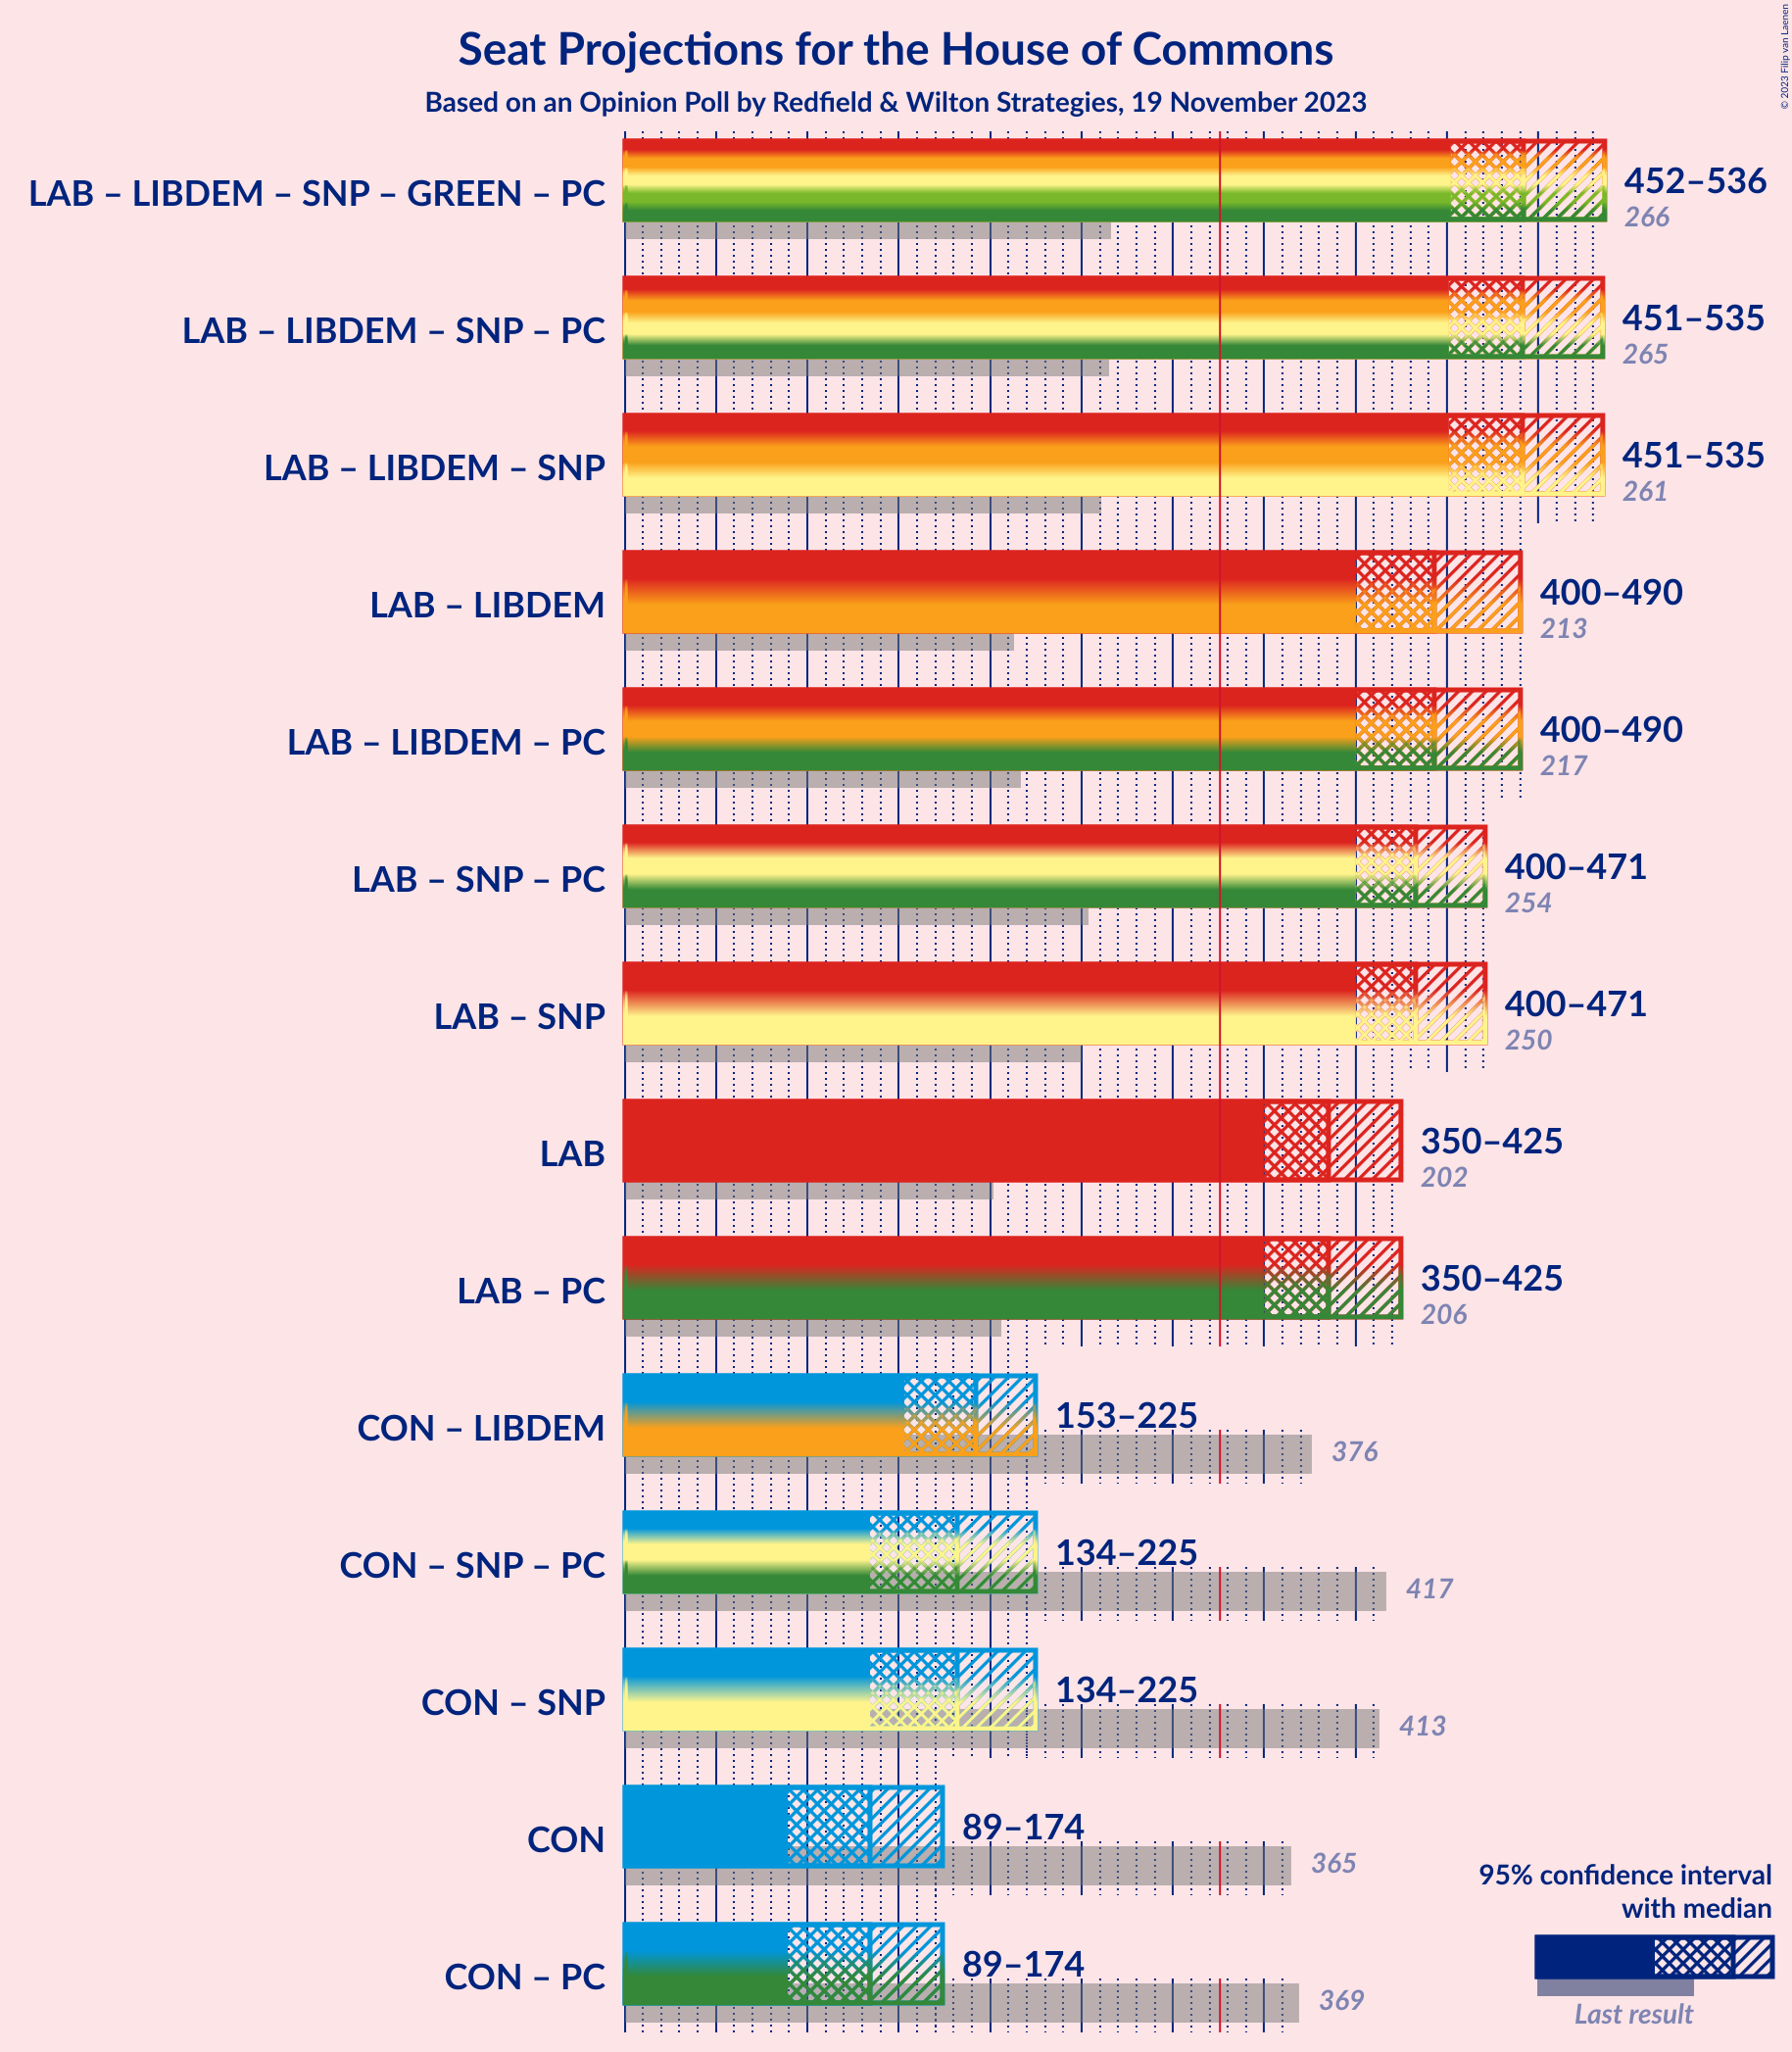 © 2023 Filip van Laenen
Seat Projections for the House of Commons
Based on an Opinion Poll by Redfield & Wilton Strategies, 19 November 2023
LAB – LIBDEM – SNP – GREEN – PC
452–536
266
LAB – LIBDEM – SNP – PC
451–535
265
LAB – LIBDEM – SNP
451–535
261
LAB – LIBDEM
400–490
213
LAB – LIBDEM – PC
400–490
217
LAB – SNP – PC
400–471
254
LAB – SNP
400–471
250
LAB
350–425
202
LAB – PC
350–425
206
CON – LIBDEM
153–225
376
CON – SNP – PC
134–225
417
CON – SNP
134–225
413
CON
89–174
365
CON – PC
89–174
369
95% confidence interval
with median
Last result